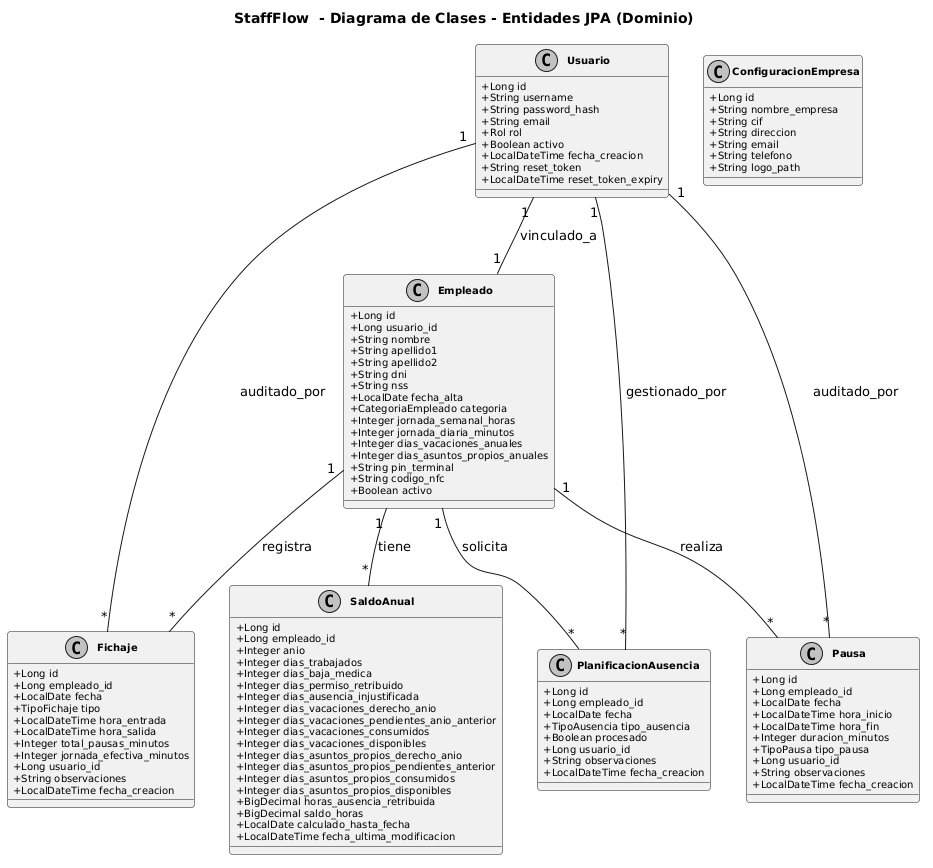 StaffFlow - Diagrama de Clases - Entidades JPA (Dominio)
C Usuario
+Long id
+String username
+String password_hash
+String email
+Rol rol
+Boolean activo
+LocalDateTime fecha_creacion
+String reset_token
+LocalDateTime reset_token_expiry
C ConfiguracionEmpresa
+Long id
+String nombre_empresa
+String cif
+String direccion
+String email
+String telefono
+String logo_path
1
1
1
1
vinculado_a
1
C Empleado
+Long id
+Long usuario_id
+String nombre
+String apellido1
+String apellido2
+String dni
+String nss
+LocalDate fecha_alta
+CategoriaEmpleado categoria
+Integer jornada_semanal_horas
+Integer jornada_diaria_minutos
+Integer dias_vacaciones_anuales
+Integer dias_asuntos_propios_anuales
+String pin_terminal
+String codigo_nfc
+Boolean activo
auditado_por
gestionado_por
auditado_por
1
1
1
1
registra
tiene
solicita
realiza
*
*
*
*
*
*
*
C Fichaje
+Long id
+Long empleado_id
+LocalDate fecha
+TipoFichaje tipo
+LocalDateTime hora_entrada
+LocalDateTime hora_salida
+Integer total_pausas_minutos
+Integer jornada_efectiva_minutos
+Long usuario_id
+String observaciones
+LocalDateTime fecha_creacion
C SaldoAnual
+Long id
+Long empleado_id
+Integer anio
+Integer dias_trabajados
+Integer dias_baja_medica
+Integer dias_permiso_retribuido
+Integer dias_ausencia_injustificada
+Integer dias_vacaciones_derecho_anio
+Integer dias_vacaciones_pendientes_anio_anterior
+Integer dias_vacaciones_consumidos
+Integer dias_vacaciones_disponibles
+Integer dias_asuntos_propios_derecho_anio
+Integer dias_asuntos_propios_pendientes_anterior
+Integer dias_asuntos_propios_consumidos
+Integer dias_asuntos_propios_disponibles
+BigDecimal horas_ausencia_retribuida
+BigDecimal saldo_horas
+LocalDate calculado_hasta_fecha
+LocalDateTime fecha_ultima_modificacion
C PlanificacionAusencia
+Long id
+Long empleado_id
+LocalDate fecha
+TipoAusencia tipo_ausencia
+Boolean procesado
+Long usuario_id
+String observaciones
+LocalDateTime fecha_creacion
C Pausa
+Long id
+Long empleado_id
+LocalDate fecha
+LocalDateTime hora_inicio
+LocalDateTime hora_fin
+Integer duracion_minutos
+TipoPausa tipo_pausa
+Long usuario_id
+String observaciones
+LocalDateTime fecha_creacion